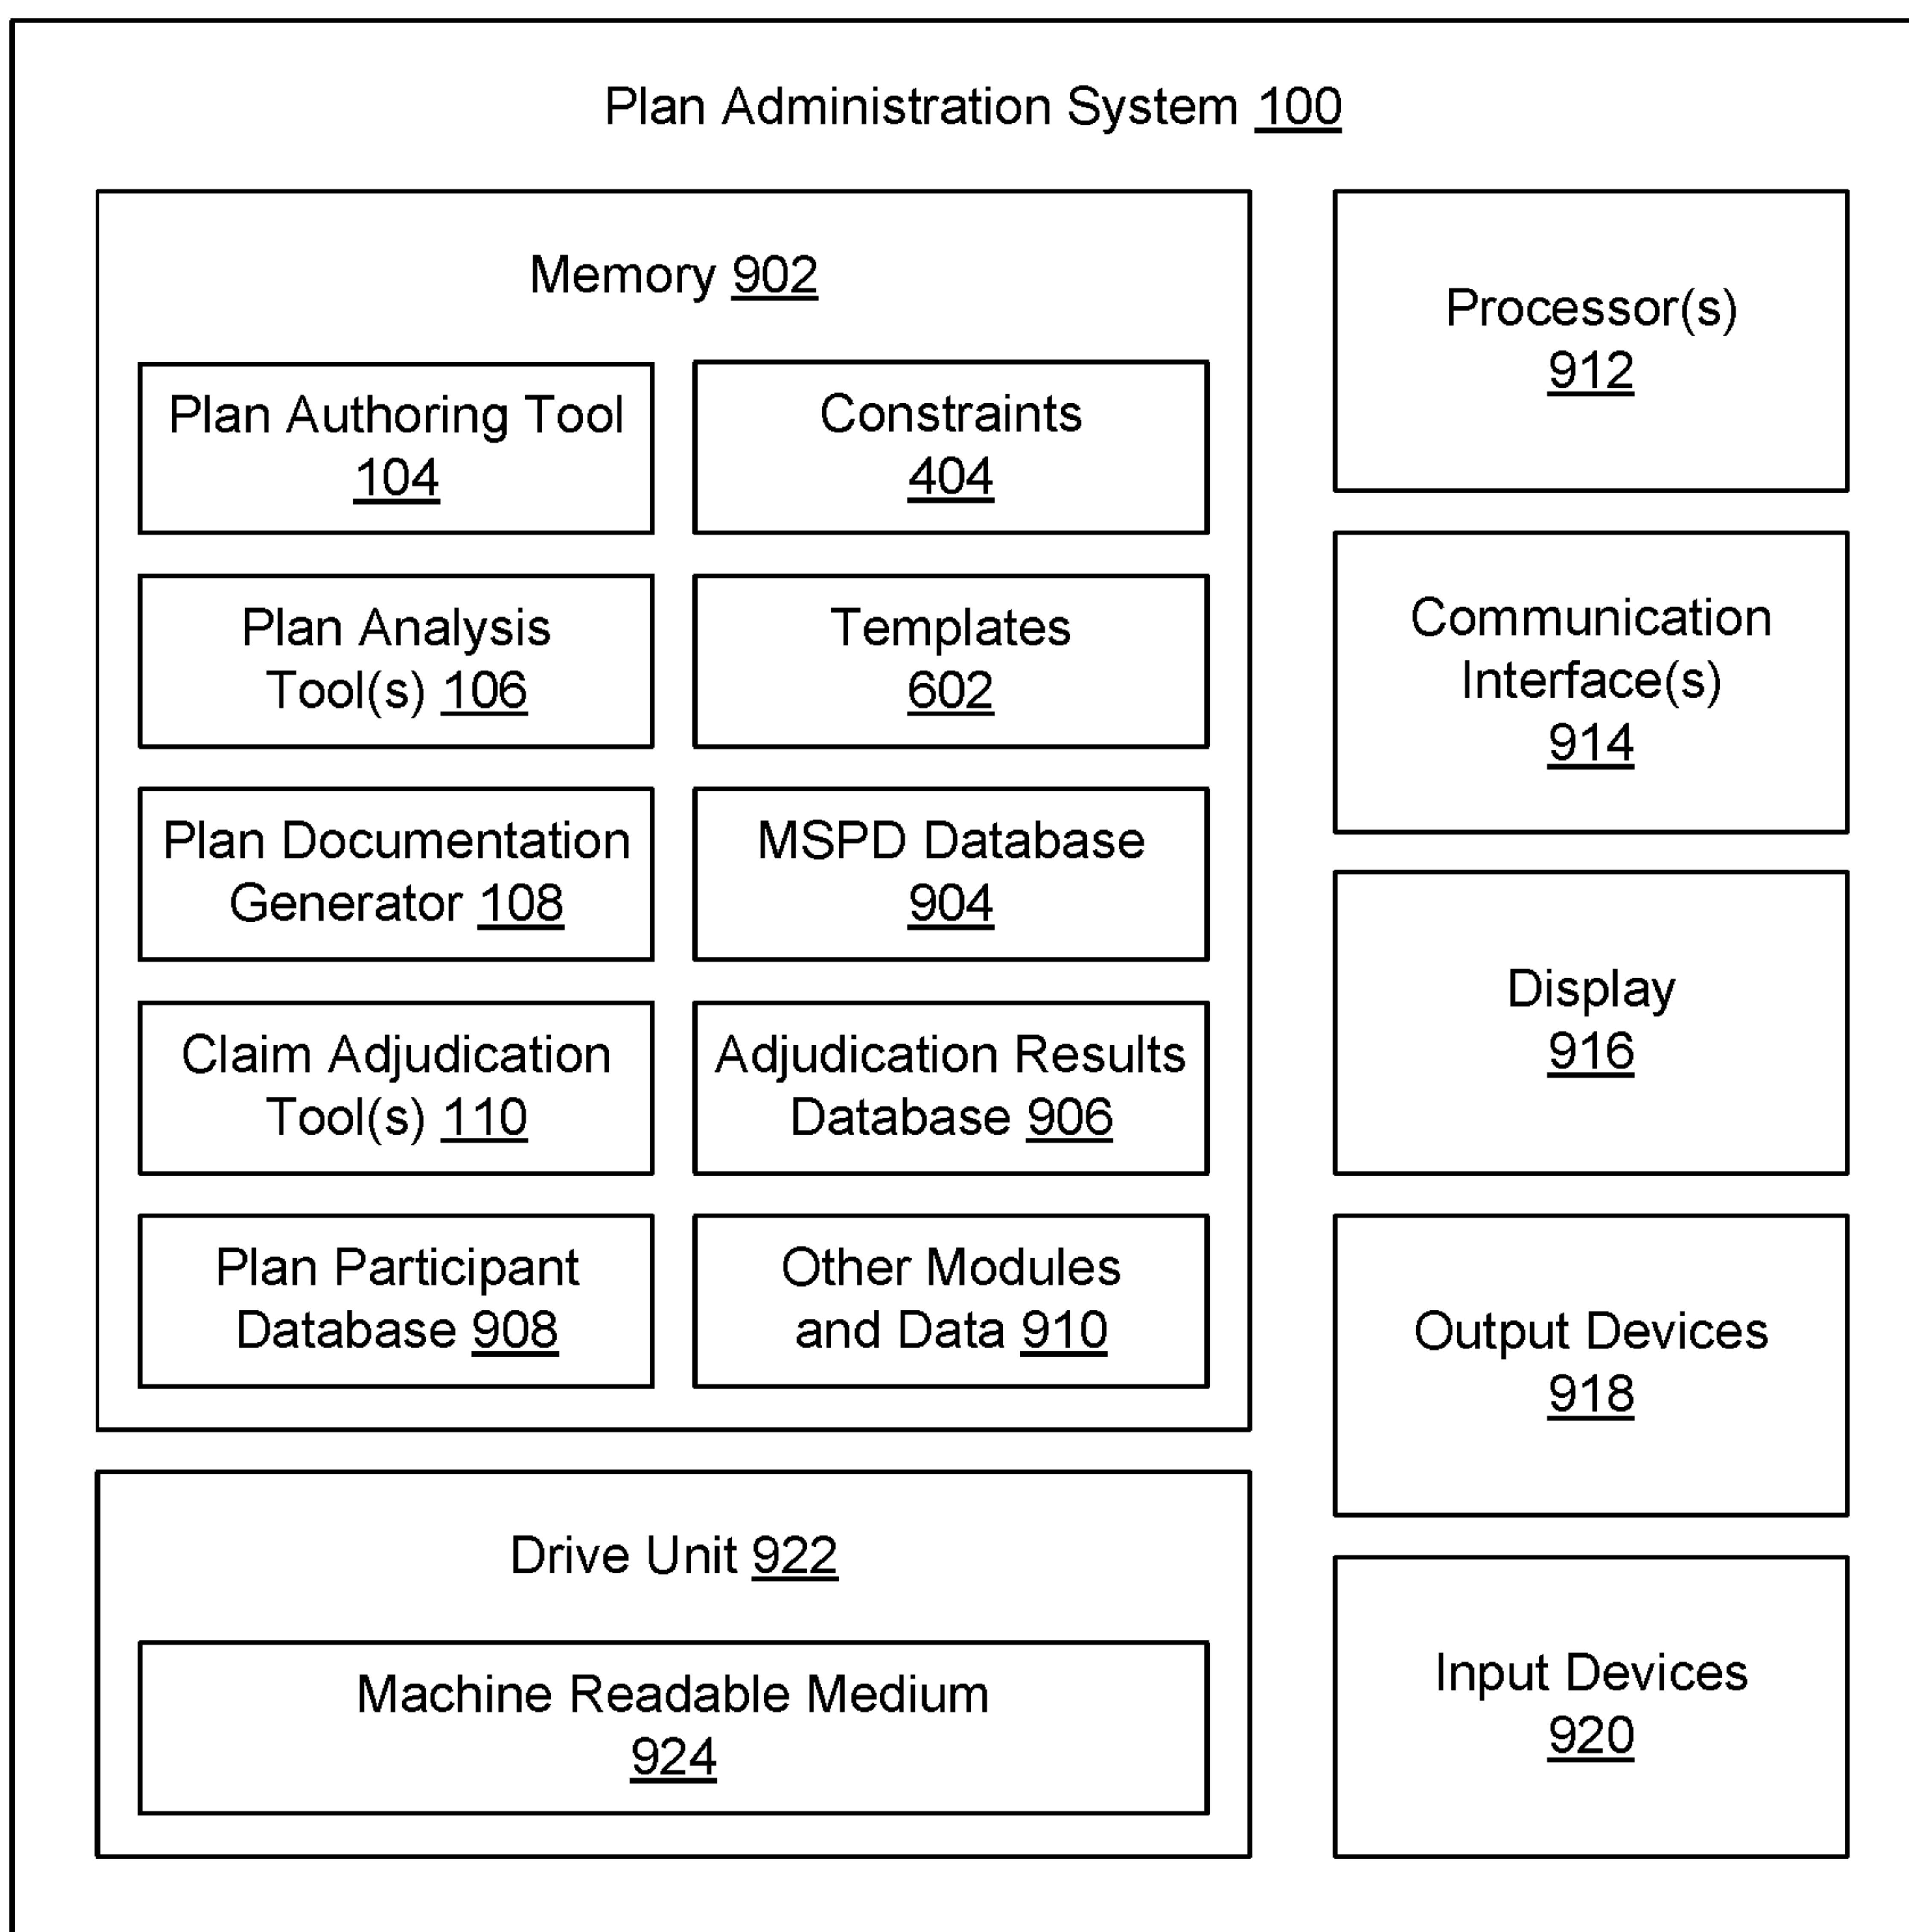 Plan Administration System 100
Memory 902
Plan Authoring Tool
104
Constraints
404
Plan Analysis
Tool(s) 106
Templates
602
Plan Documentation
Generator 108
MSPD Database
904
Claim Adjudication
Tool(s) 110
Adjudication Results
Database 906
Plan Participant
Database 908
Other Modules
and Data 910
Drive Unit 922
Machine Readable Medium
924
Processor(s)
912
Communication
Interface(s)
914
Display
916
Output Devices
918
Input Devices
920